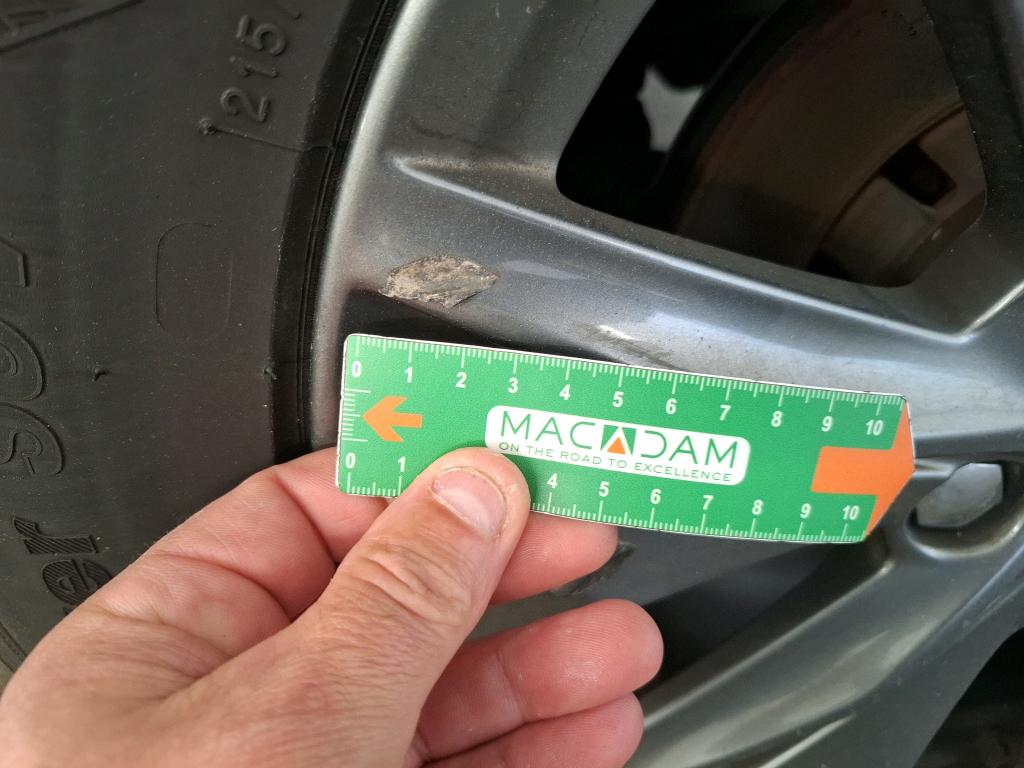 215/
0 1 2 3 4 5 6 7 8 9 10
MACADAM
ON THE ROAD TO EXCELLENCE
0 1 4 5 6 7 8 9 10